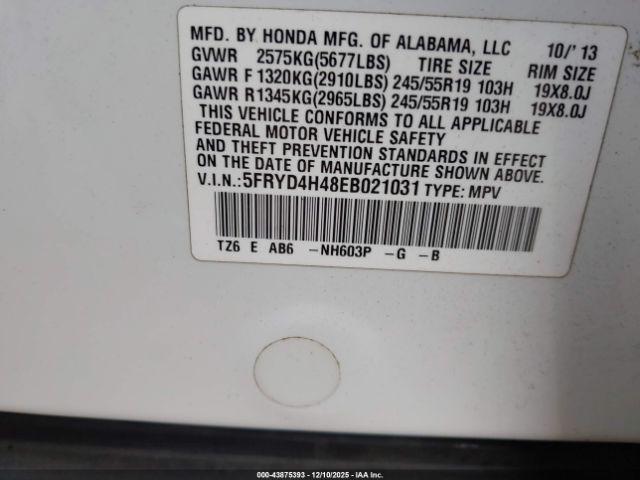 MFD. BY HONDA MFG. OF ALABAMA, LLC 10/'13
GVWR 2575KG(5677LBS) TIRE SIZE RIM SIZE
GAWR F 1320KG(2910LBS) 245/55R19 103H 19X8.0J
GAWR R1345KG(2965LBS) 245/55R19 103H 19X8.0J
THIS VEHICLE CONFORMS TO ALL APPLICABLE
FEDERAL MOTOR VEHICLE SAFETY
AND THEFT PREVENTION STANDARDS IN EFFECT
ON THE DATE OF MANUFACTURE SHOWN ABOVE.
V.I.N.:5FRYD4H48EB021031 TYPE: MPV
TZ6 E AB6 -NH603P -G -B
000-43875393 - 12/10/2025 - IAA Inc.